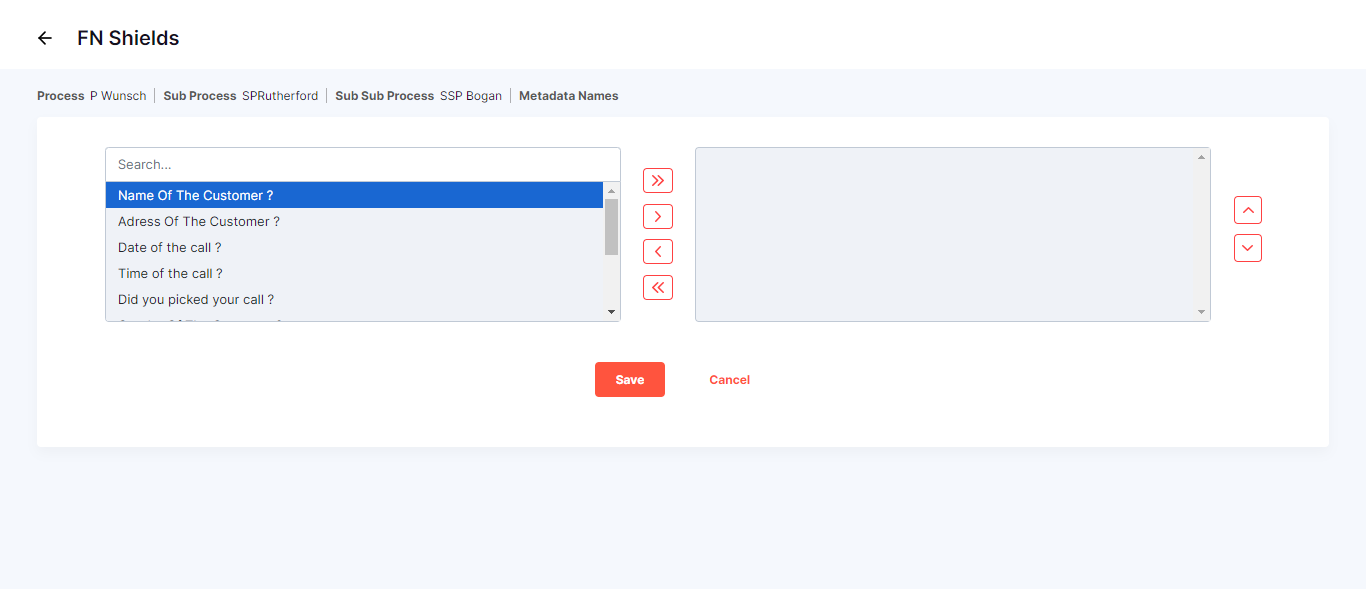 FN Shields
Process P Wunsch Sub Process SPRutherford Sub Sub Process SSP Bogan Metadata Names
Search...
Name Of The Customer ?
Adress Of The Customer ?
Date of the call ?
Time of the call ?
Did you picked your call ?
Save Cancel